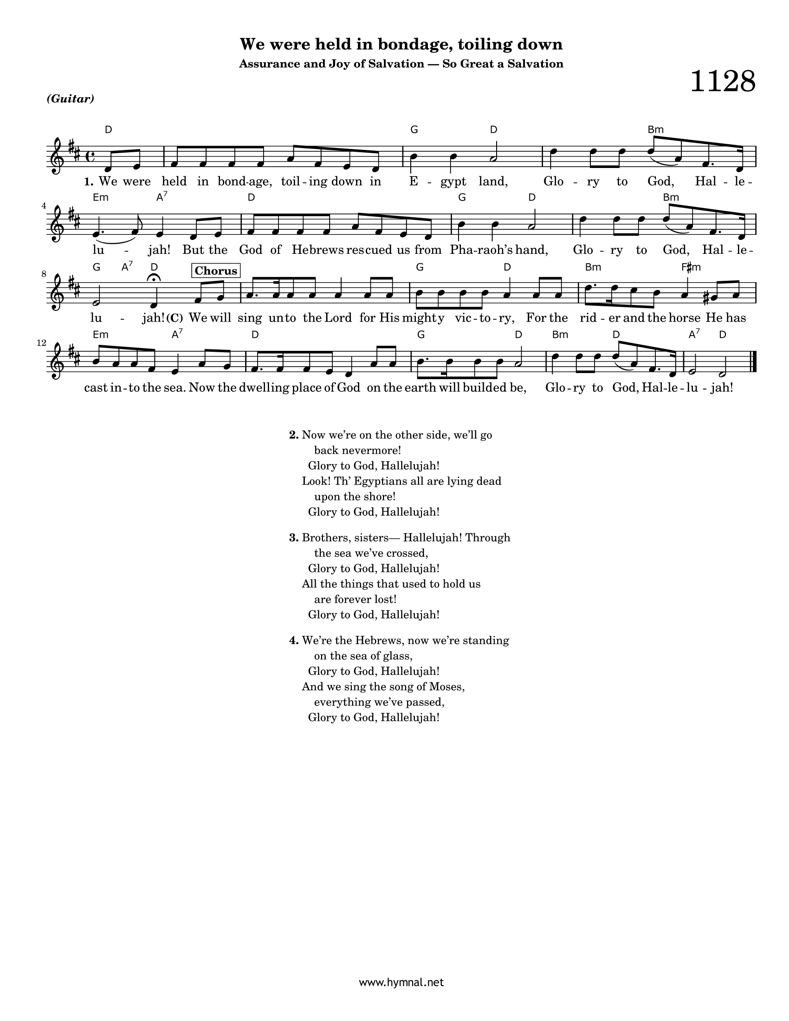 We were held in bondage, toiling down
Assurance and Joy of Salvation — So Great a Salvation
1128
(Guitar)
D G D Bm
1. We were held in bond-age, toil-ing down in E-gypt land, Glo-ry to God, Hal-le-
4
Em A7 D G D Bm
lu - jah! But the God of Hebrews rescued us from Pha-raoh's hand, Glo-ry to God, Hal-le-
8
G A7 D Chorus G D Bm F#m
lu - jah! (C) We will sing unto the Lord for His mighty vic-to-ry, For the rid-er and the horse He has
12
Em A7 D G D Bm D A7 D
cast in-to the sea. Now the dwelling place of God on the earth will builded be, Glo-ry to God, Hal-le-lu-jah!
2. Now we're on the other side, we'll go
back nevermore!
Glory to God, Hallelujah!
Look! Th' Egyptians all are lying dead
upon the shore!
Glory to God, Hallelujah!
3. Brothers, sisters— Hallelujah! Through
the sea we've crossed,
Glory to God, Hallelujah!
All the things that used to hold us
are forever lost!
Glory to God, Hallelujah!
4. We're the Hebrews, now we're standing
on the sea of glass,
Glory to God, Hallelujah!
And we sing the song of Moses,
everything we've passed,
Glory to God, Hallelujah!
www.hymnal.net